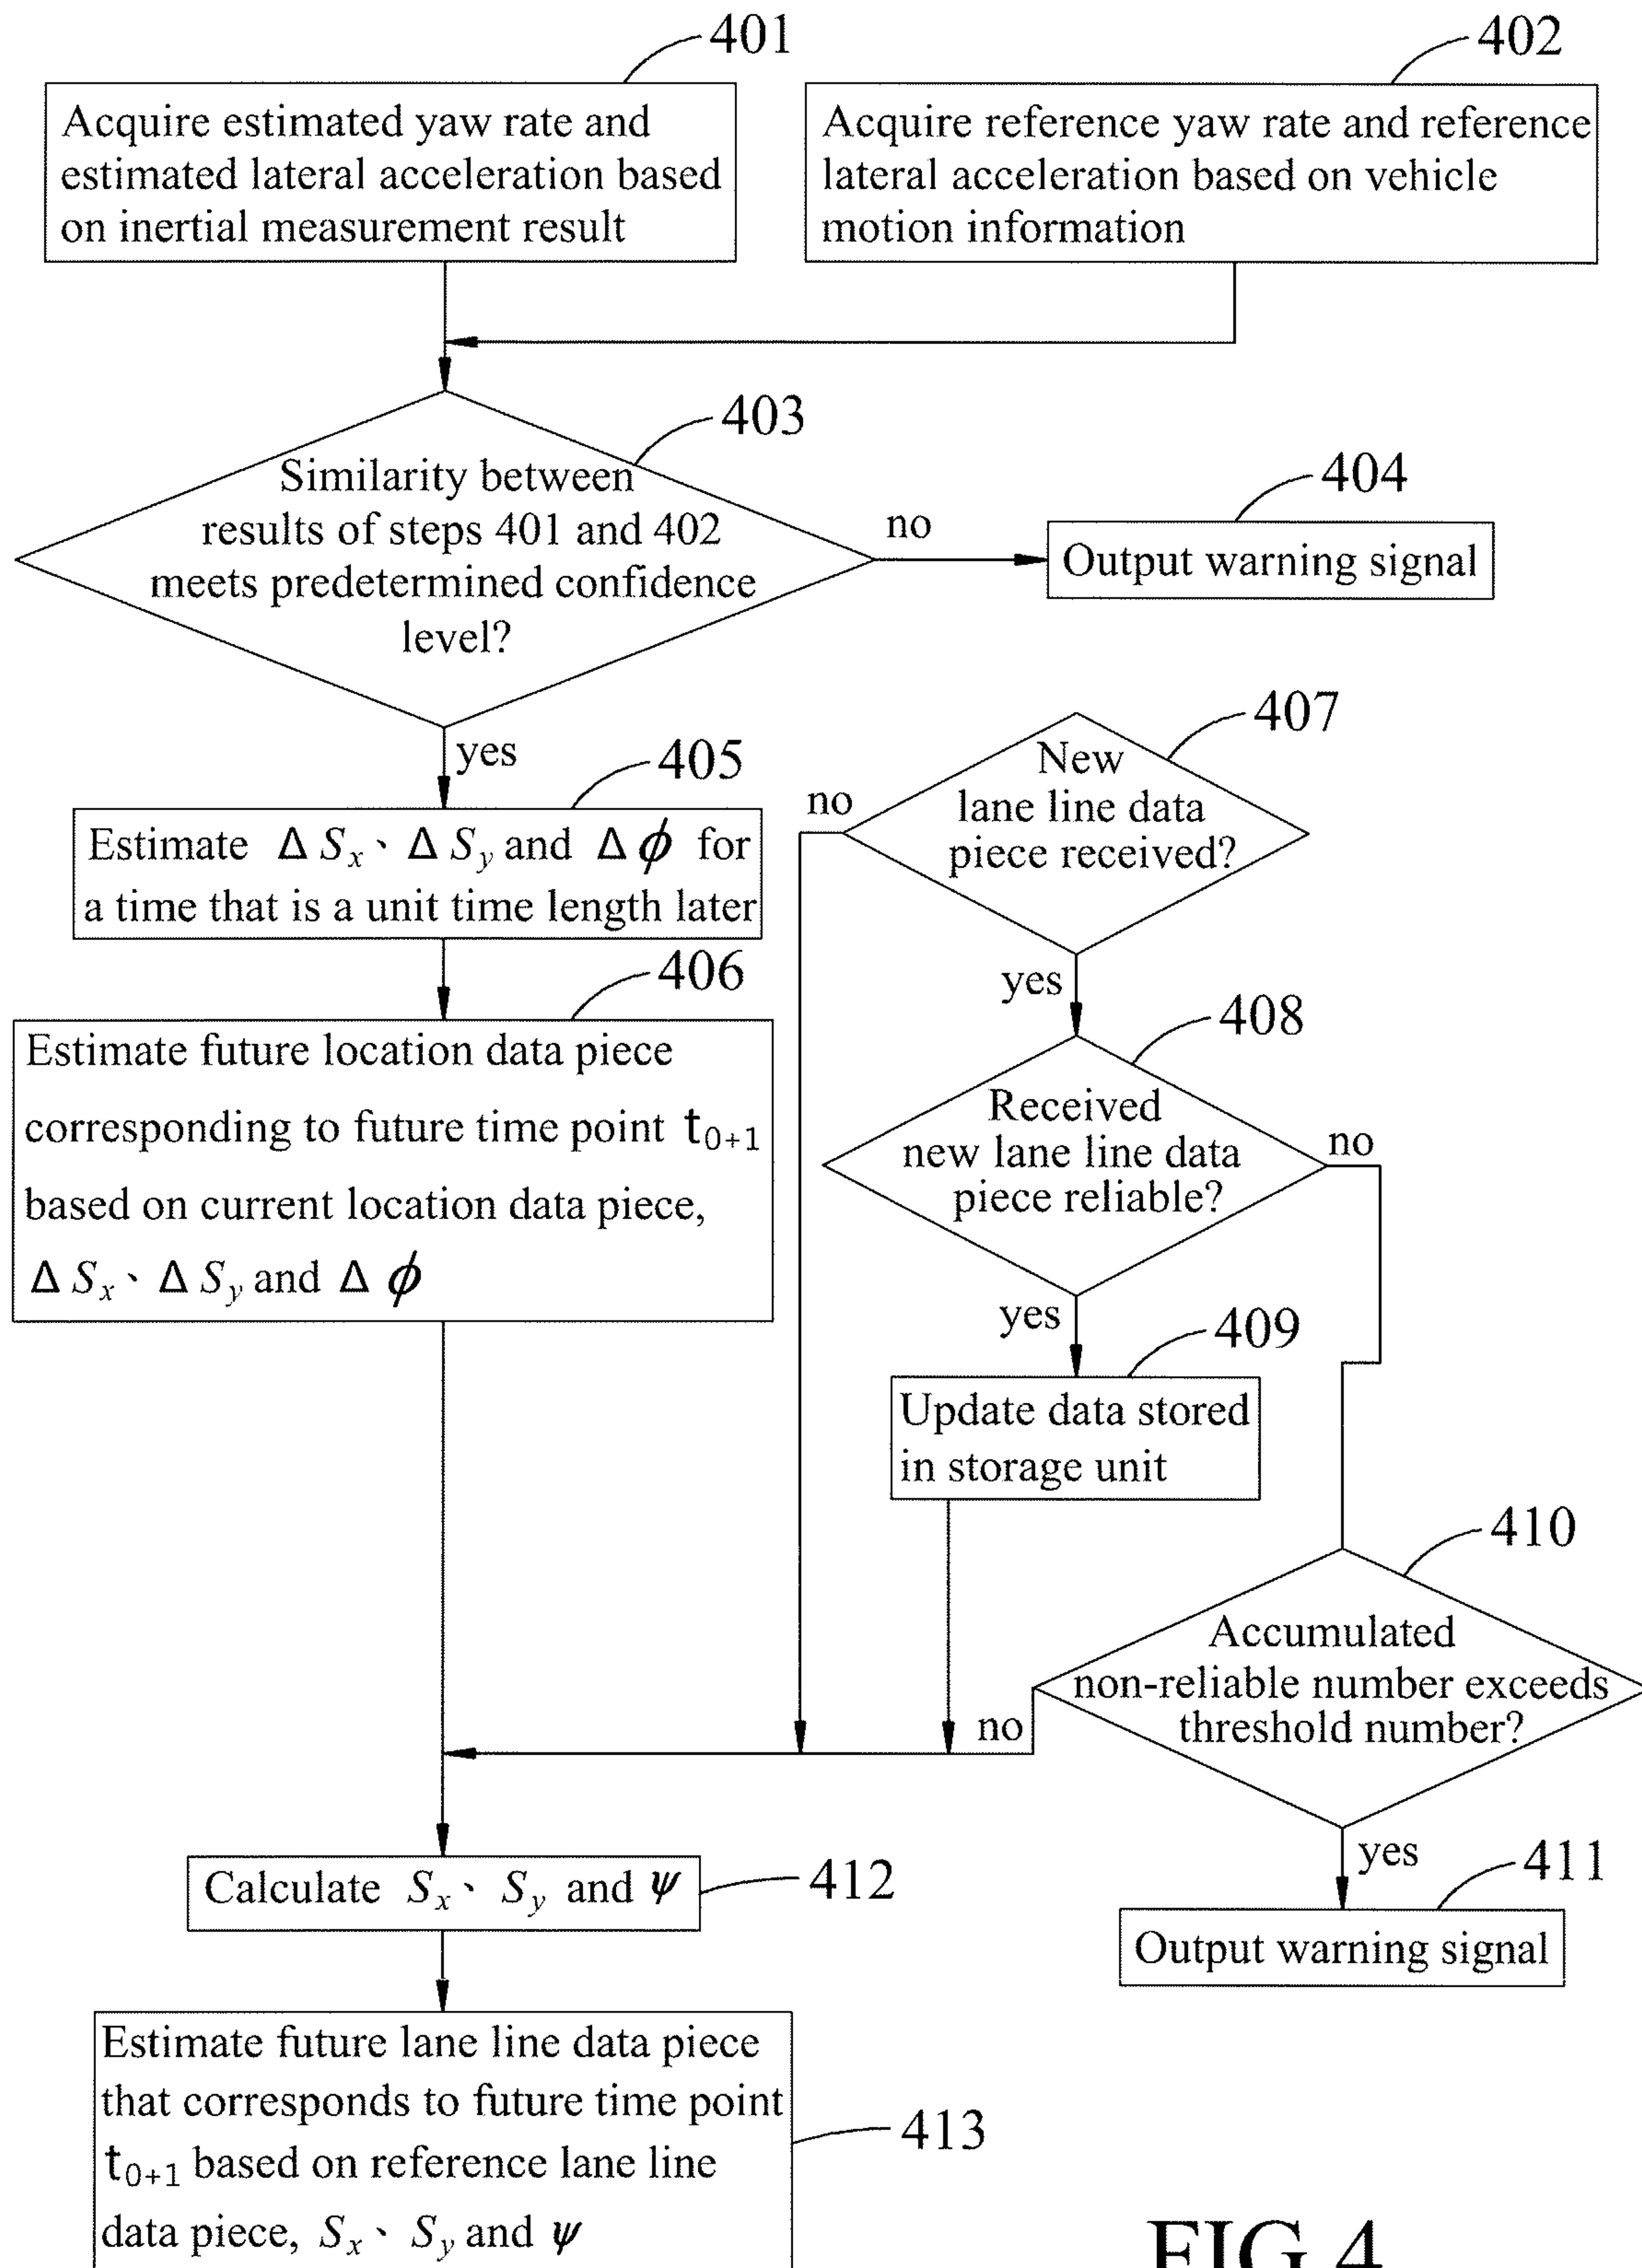 401
402
Acquire estimated yaw rate and
estimated lateral acceleration based
on inertial measurement result
Acquire reference yaw rate and reference
lateral acceleration based on vehicle
motion information
403
Similarity between
results of steps 401 and 402
meets predetermined confidence
level?
no
404
Output warning signal
yes
405
Estimate Δ Sx、Δ Sy and Δ ϕ for
a time that is a unit time length later
406
Estimate future location data piece
corresponding to future time point t0+1
based on current location data piece,
Δ Sx、Δ Sy and Δ ϕ
407
New
lane line data
piece received?
no
yes
408
Received
new lane line data
piece reliable?
no
yes
409
Update data stored
in storage unit
410
Accumulated
non-reliable number exceeds
threshold number?
no
yes
411
Output warning signal
412
Calculate Sx、Sy and ψ
413
Estimate future lane line data piece
that corresponds to future time point
t0+1 based on reference lane line
data piece, Sx、Sy and ψ
FIG.4